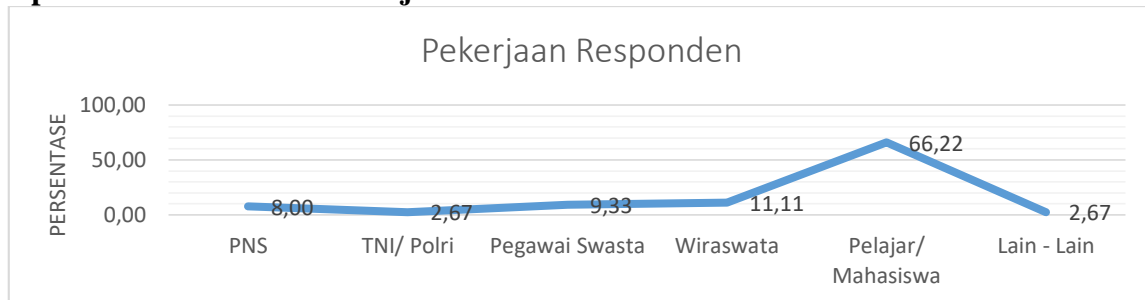 Pekerjaan Responden
PERSENTASE
100,00
50,00
0,00
8,00
2,67
9,33
11,11
66,22
2,67
PNS
TNI/ Polri
Pegawai Swasta
Wiraswata
Pelajar/
Mahasiswa
Lain - Lain